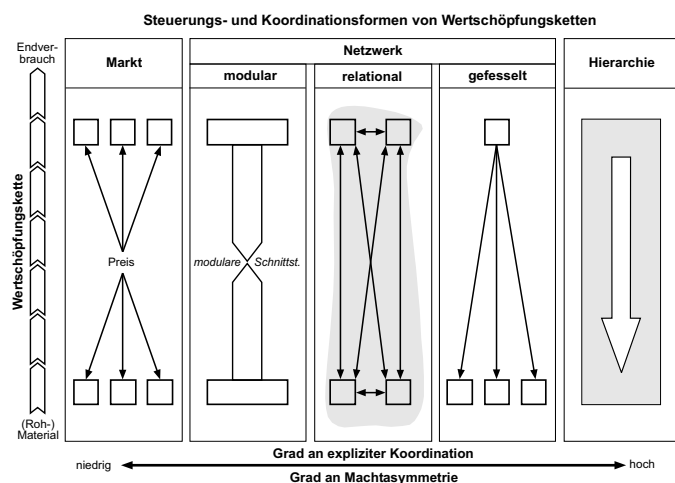 Steuerungs- und Koordinationsformen von Wertschöpfungsketten
Endver-
brauch
Wertschöpfungskette
(Roh-)
Material
Markt
Netzwerk
modular
relational
gefesselt
Hierarchie
Preis
modulare Schnittst.
Grad an expliziter Koordination
niedrig
hoch
Grad an Machtasymmetrie